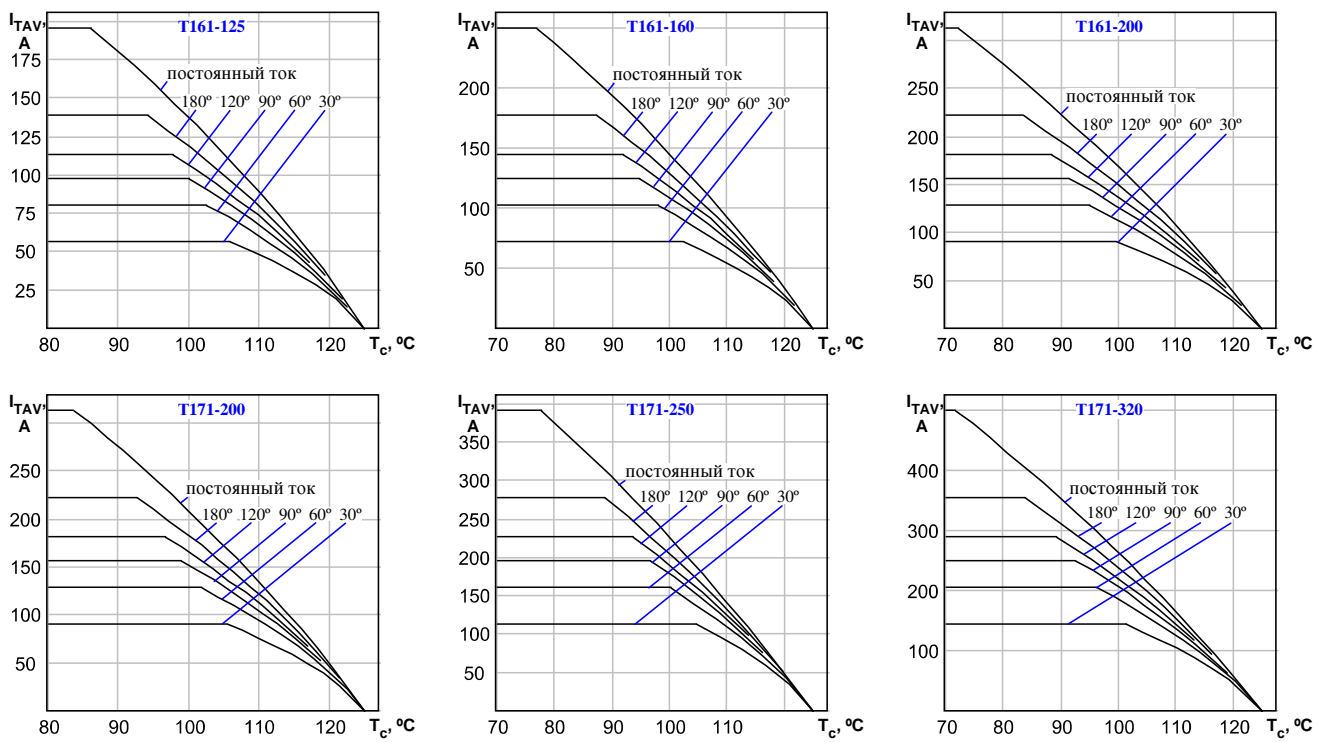 I_TAV, A
T161-125
175
150
125
100
75
50
25
постоянный ток
180º 120º 90º 60º 30º
80 90 100 110 120 T_c, ºC
I_TAV, A
T161-160
200
150
100
50
постоянный ток
180º 120º 90º 60º 30º
70 80 90 100 110 120 T_c, ºC
I_TAV, A
T161-200
250
200
150
100
50
постоянный ток
180º 120º 90º 60º 30º
70 80 90 100 110 120 T_c, ºC
I_TAV, A
T171-200
250
200
150
100
50
постоянный ток
180º 120º 90º 60º 30º
80 90 100 110 120 T_c, ºC
I_TAV, A
T171-250
350
300
250
200
150
100
50
постоянный ток
180º 120º 90º 60º 30º
70 80 90 100 110 120 T_c, ºC
I_TAV, A
T171-320
400
300
200
100
постоянный ток
180º 120º 90º 60º 30º
70 80 90 100 110 120 T_c, ºC